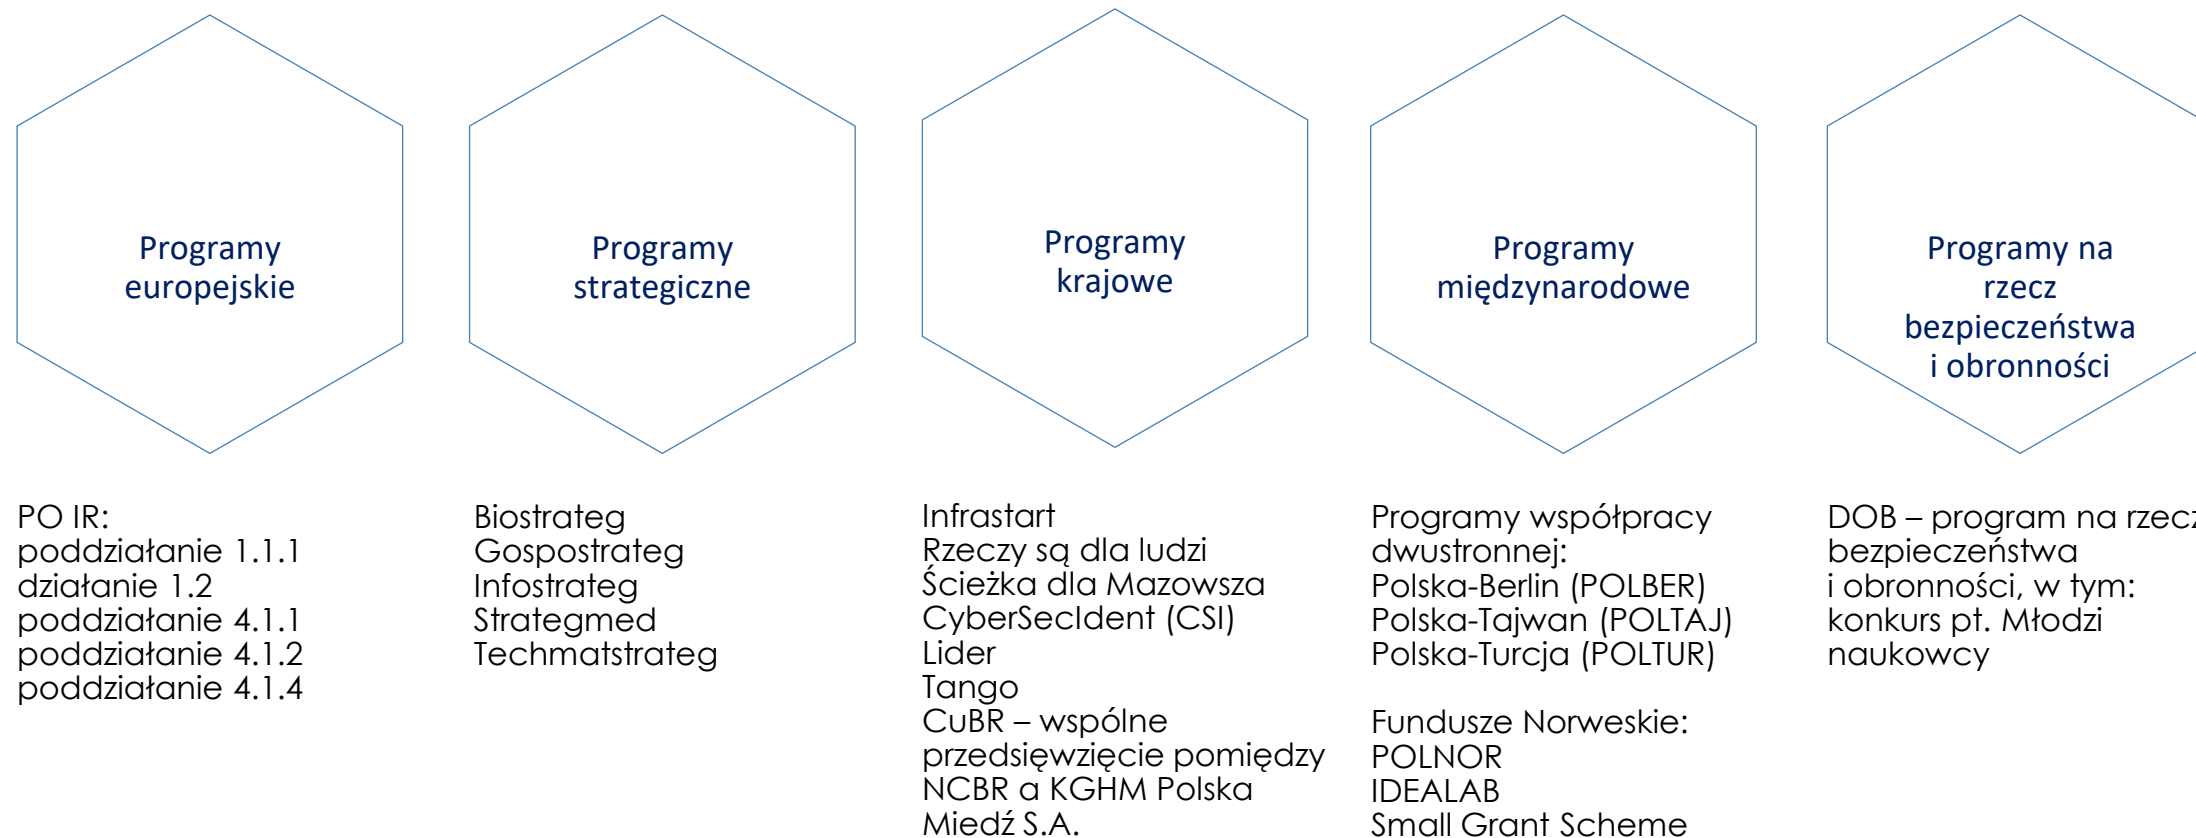 Programy
europejskie
Programy
strategiczne
Programy
krajowe
Programy
międzynarodowe
Programy na
rzecz
bezpieczeństwa
i obronności
PO IR:
poddziałanie 1.1.1
działanie 1.2
poddziałanie 4.1.1
poddziałanie 4.1.2
poddziałanie 4.1.4
Biostrateg
Gospostrateg
Infostrateg
Strategmed
Techmatstrateg
Infrastart
Rzeczy są dla ludzi
Ścieżka dla Mazowsza
CyberSecIdent (CSI)
Lider
Tango
CuBR – wspólne
przedsięwzięcie pomiędzy
NCBR a KGHM Polska
Miedź S.A.
Programy współpracy
dwustronnej:
Polska-Berlin (POLBER)
Polska-Tajwan (POLTAJ)
Polska-Turcja (POLTUR)
Fundusze Norweskie:
POLNOR
IDEALAB
Small Grant Scheme
DOB – program na rzecz
bezpieczeństwa
i obronności, w tym:
konkurs pt. Młodzi
naukowcy